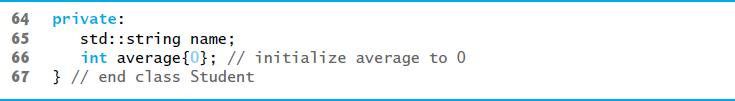 64 private:
65 std::string name;
66 int average{0}; // initialize average to 0
67 } // end class Student